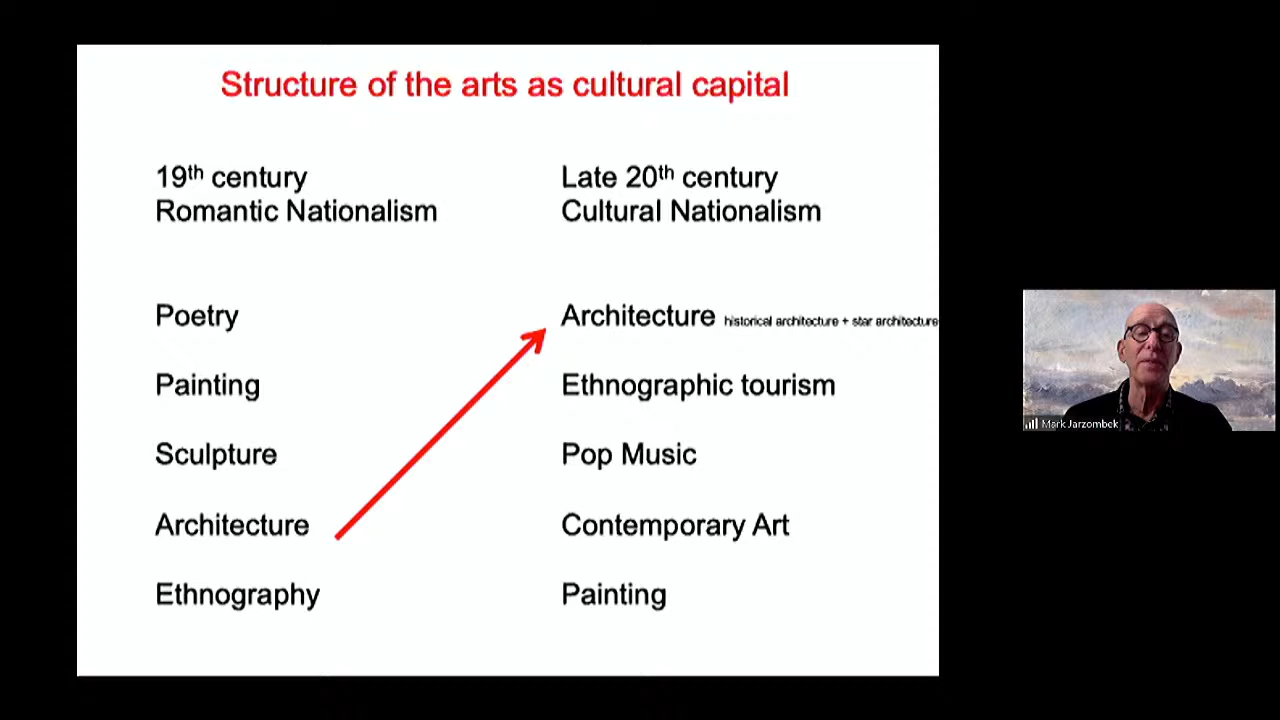 Structure of the arts as cultural capital
19th century
Romantic Nationalism
Poetry
Painting
Sculpture
Architecture
Ethnography
Late 20th century
Cultural Nationalism
Architecture historical architecture + star architecture
Ethnographic tourism
Pop Music
Contemporary Art
Painting
Mark Jarzombek